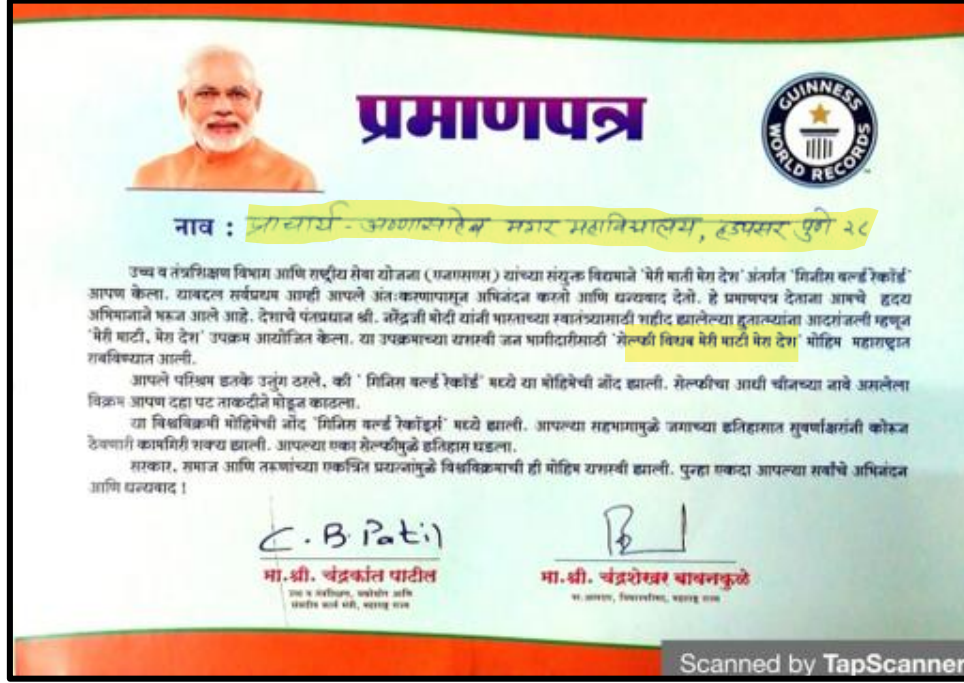 प्रमाणपत्र
GUINNESS WORLD RECORDS
नाव : प्राचार्य - अण्णासाहेब मगर महाविद्यालय, हडपसर पुणे २८
उच्च व तंत्रशिक्षण विभाग आणि राष्ट्रीय सेवा योजना (एनएसएस) यांच्या संयुक्त विद्यमाने 'मेरी माती मेरा देश' अंतर्गत 'गिनीस वर्ल्ड रेकॉर्ड'
आपण केला. याबद्दल सर्वप्रथम आम्ही आपले अंतःकरणापासून अभिनंदन करतो आणि धन्यवाद देतो. हे प्रमाणपत्र देताना आमचे हृदय
अभिमानाने भरून आले आहे. देशाचे पंतप्रधान श्री. नरेंद्रजी मोदी यांनी भारताच्या स्वातंत्र्यासाठी शहीद झालेल्या हुतात्म्यांना आदरांजली म्हणून
'मेरी माटी, मेरा देश' उपक्रम आयोजित केला. या उपक्रमाच्या यशस्वी जन भागीदारीसाठी 'सेल्फी विथ मेरी माटी मेरा देश' मोहिम महाराष्ट्रात
राबविण्यात आली.
आपले परिश्रम इतके उत्तुंग ठरले, की ' गिनिस वर्ल्ड रेकॉर्ड' मध्ये या मोहिमेची नोंद झाली. सेल्फीचा आधी चीनच्या नावे असलेला
विक्रम आपण दहा पट ताकदीने मोडून काढला.
या विश्वविक्रमी मोहिमेची नोंद 'गिनिस वर्ल्ड रेकॉर्ड्स' मध्ये झाली. आपल्या सहभागामुळे जगाच्या इतिहासात सुवर्णाक्षरांनी कोरून
ठेवणारी कामगिरी शक्य झाली. आपल्या एका सेल्फीमुळे इतिहास घडला.
सरकार, समाज आणि तरुणांच्या एकत्रित प्रयत्नांमुळे विश्वविक्रमाची ही मोहिम यशस्वी झाली. पुन्हा एकदा आपल्या सर्वांचे अभिनंदन
आणि धन्यवाद !
C. B. Patil
मा.श्री. चंद्रकांत पाटील
मा.श्री. चंद्रशेखर बावनकुळे
Scanned by TapScanner